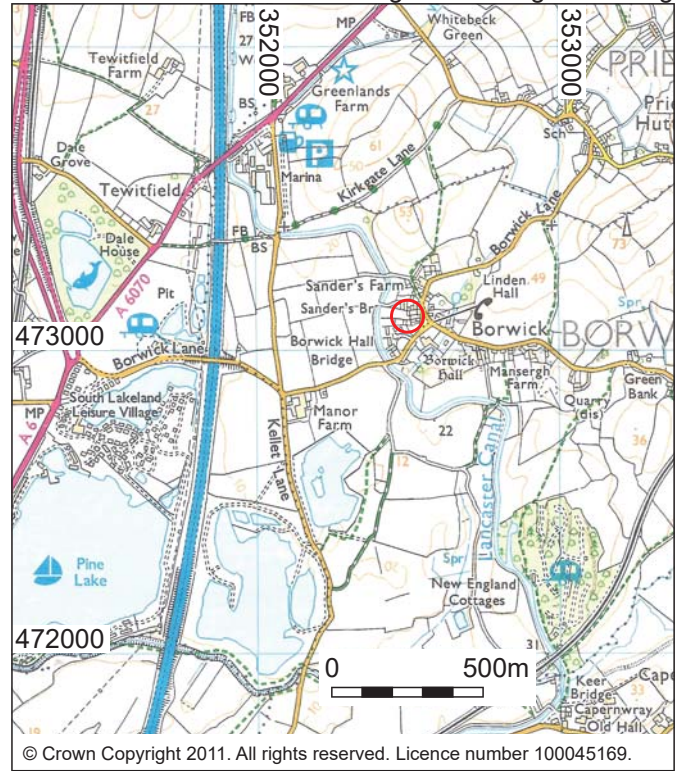 FB
27
W
352000
MP
Whitebeck
Green
353000
PRIE
Tewitfield
Farm
27
BS
Greenlands
Farm
Sch
Prie
Hutt
P
50
61
Dale
Grove
Marina
Kirkgate Lane
Tewitfield
53
Borwick Lane
73
FB
BS
Dale
House
Sander's Farm
Linden
Hall
49
Spr
A 6070
Pit
Sander's Br
Borwick
BORW
473000
Borwick Lane
Borwick Hall
Bridge
Borwick
Hall
Mansergh
Farm
Green
Bank
Quarry
(dis)
MP
A 6
South Lakeland
Leisure Village
Manor
Farm
22
36
Kellet Lane
12
10
Lancaster Canal
Pine
Lake
Spr
20
New England
Cottages
472000
31
0 500m
Keer
Bridge
33
Cape
Capernwray
Old Hall
10
© Crown Copyright 2011. All rights reserved. Licence number 100045169.